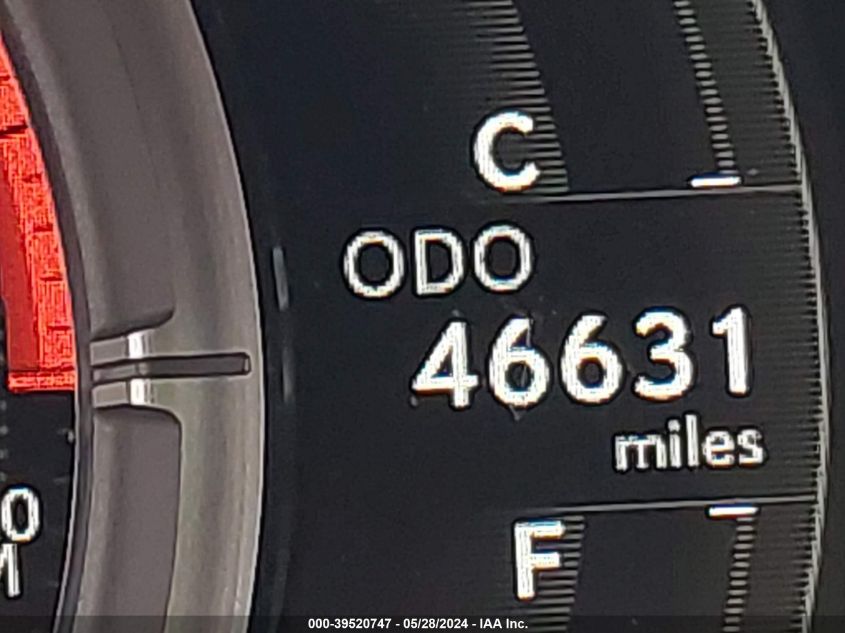 C
ODO
46631
miles
F
000-39520747 - 05/28/2024 - IAA Inc.